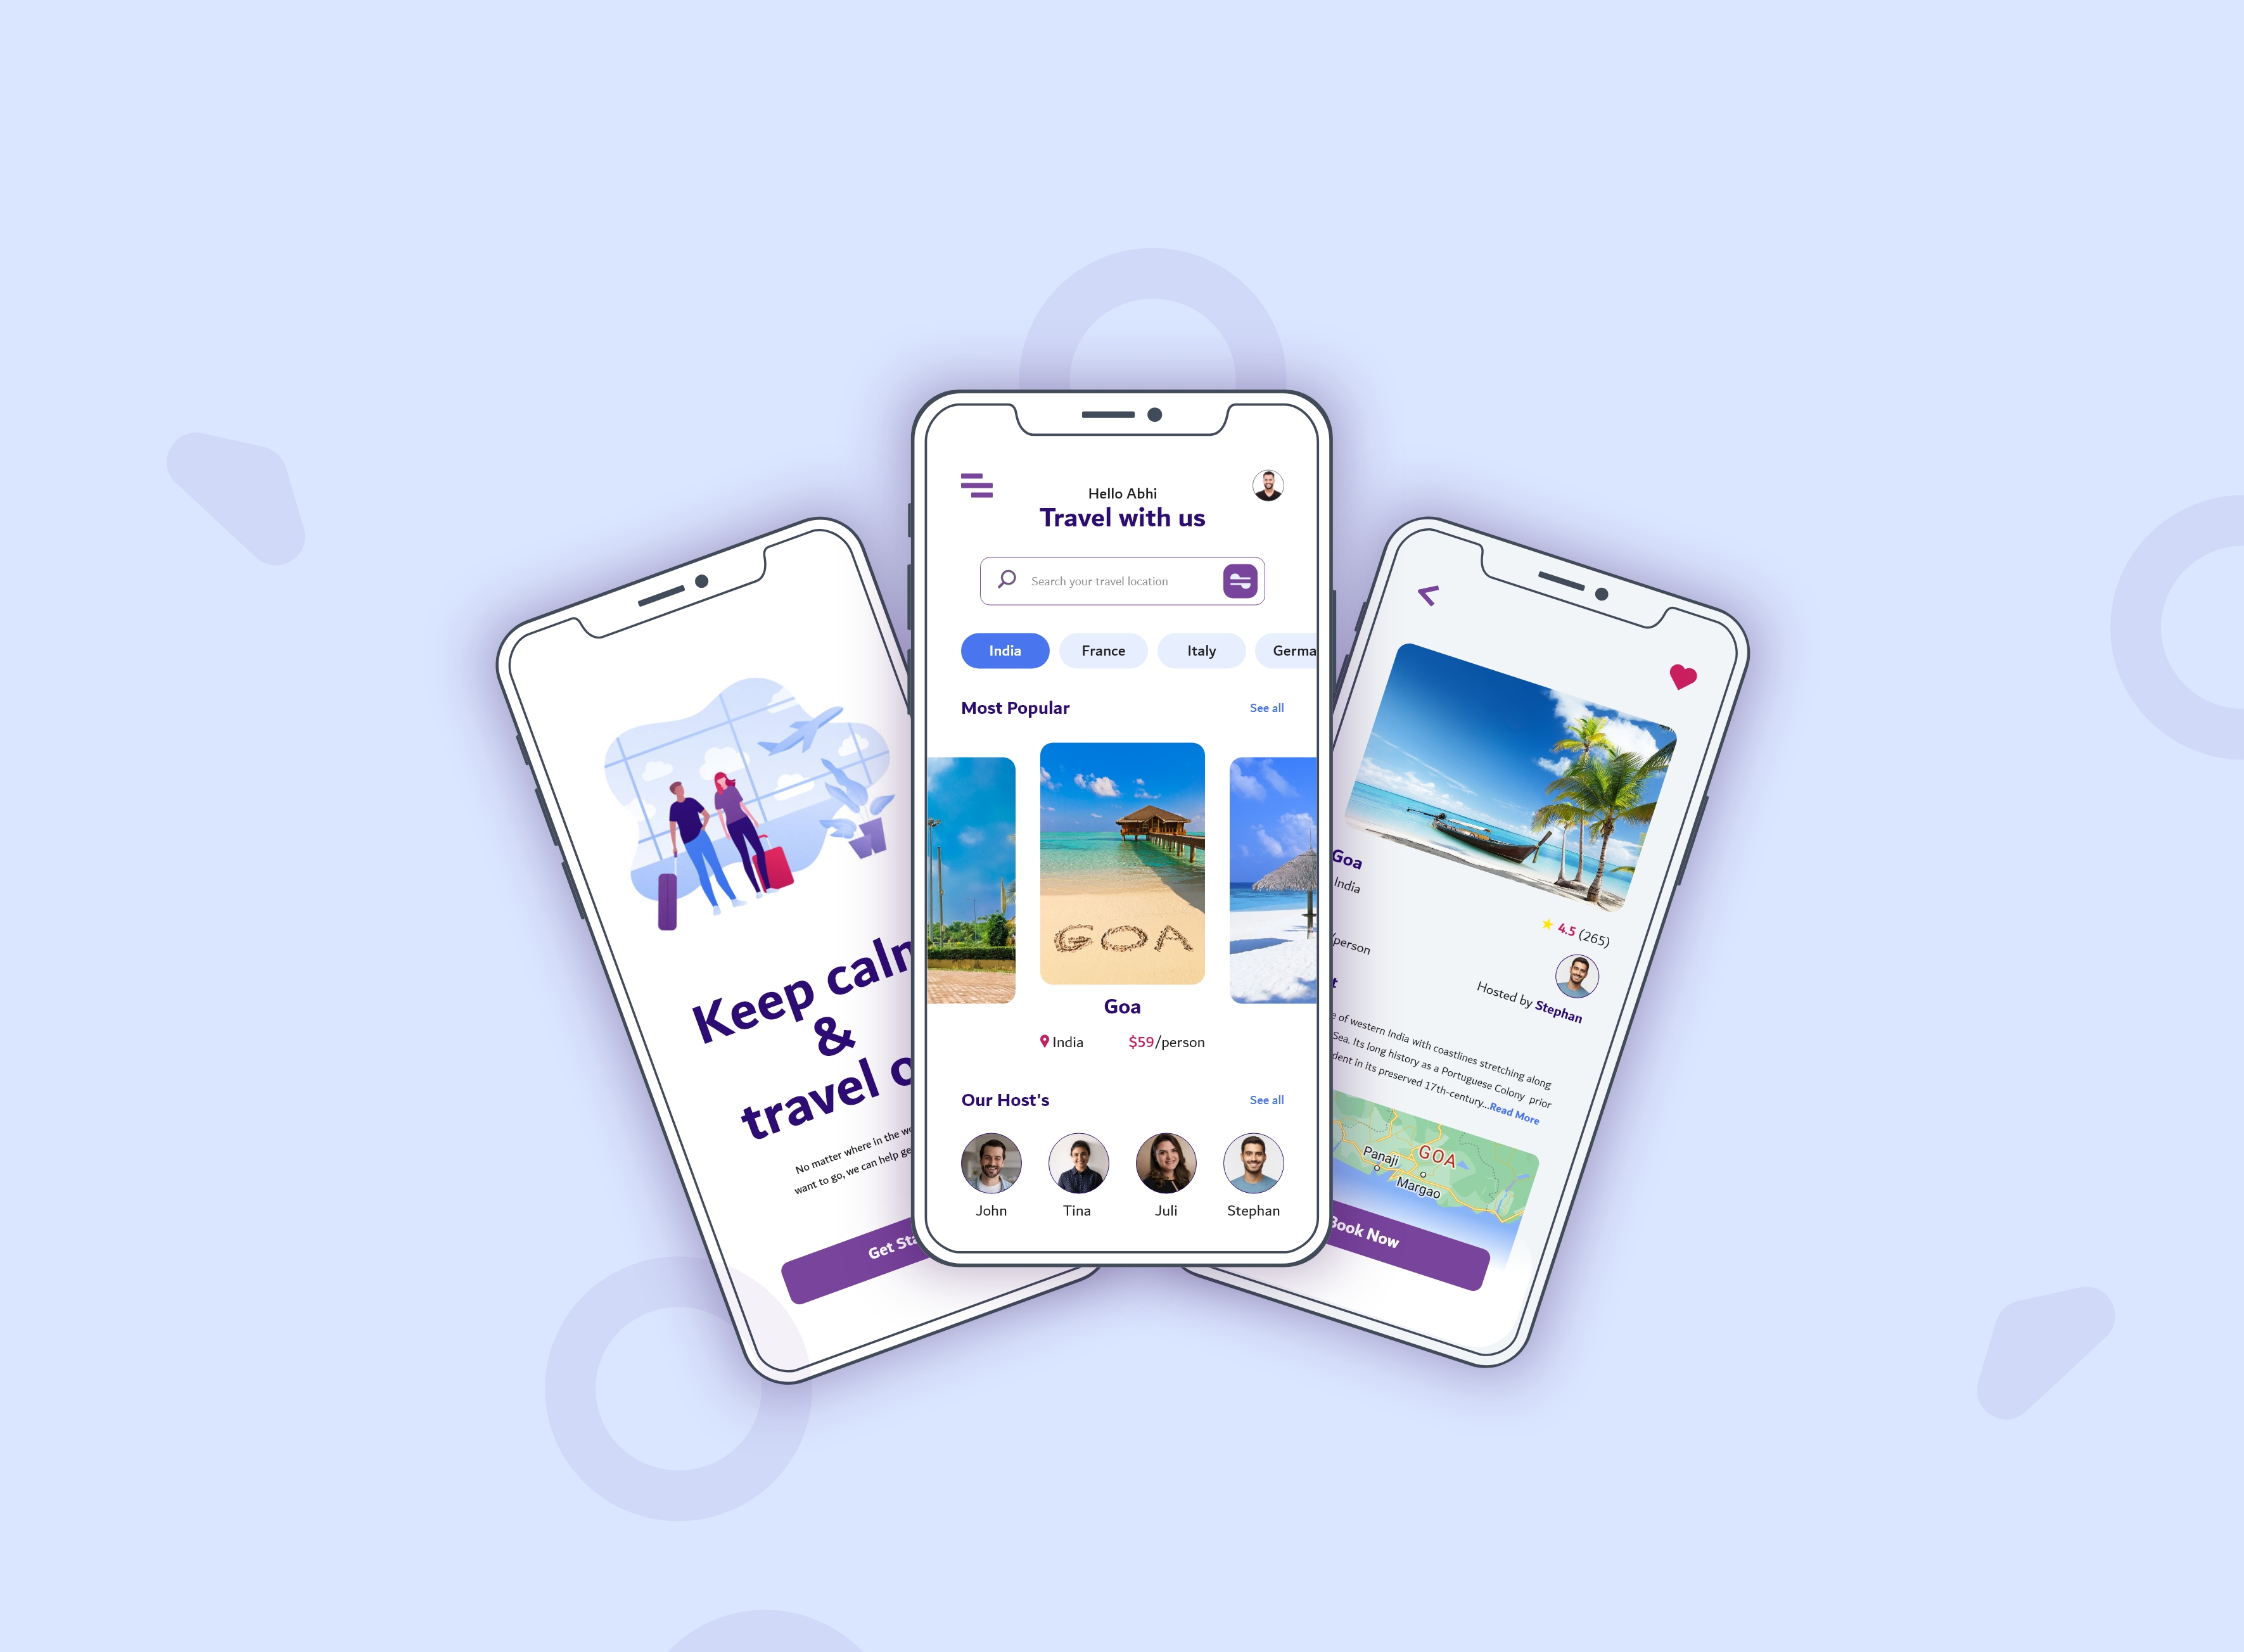 Keep calm
&
travel
No matter where in the
want to go, we can help
Get
Hello Abhi
Travel with us
Search your travel location
India France Italy Germa
Most Popular See all
GOA
Goa
India $59/person
Our Host's See all
John Tina Juli Stephan
Goa
India
4.5 (265)
/person
Hosted by Stephan
of western India with coastlines stretching along
Sea. Its long history as a Portuguese Colony prior
in its preserved 17th-century...Read More
GOA
Panaji
Margao
Book Now